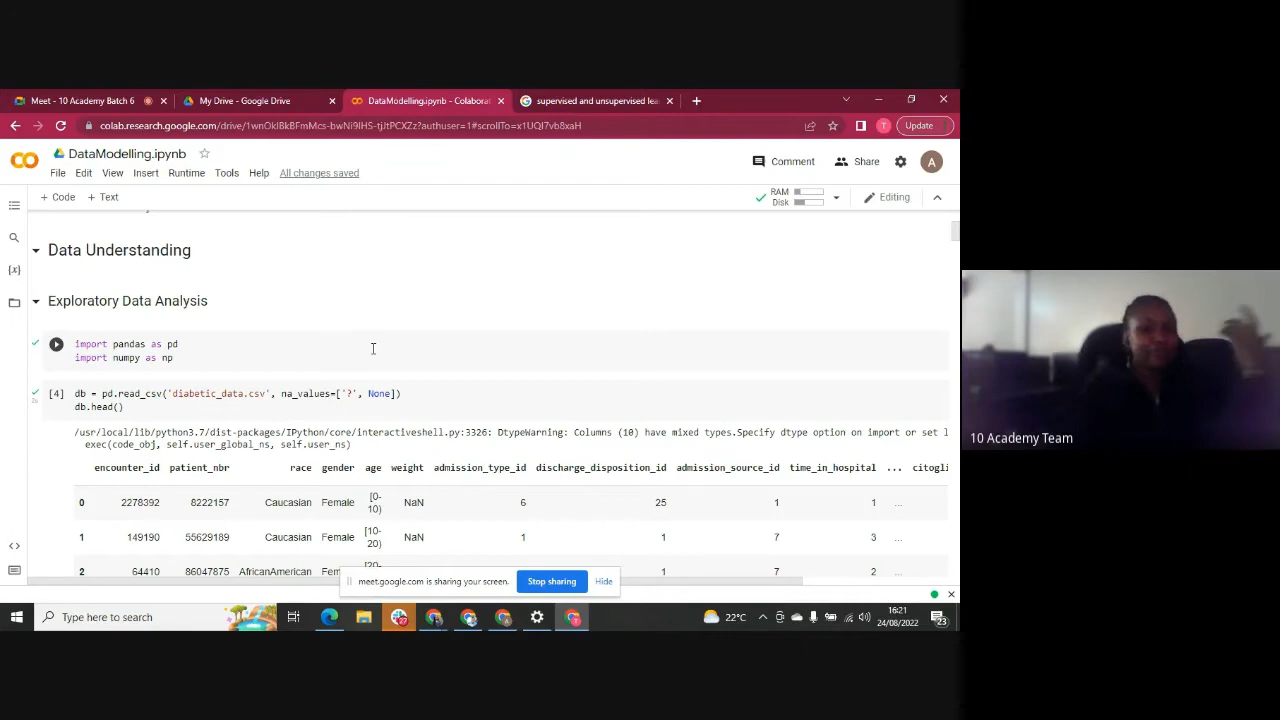 Meet - 10 Academy Batch 6
My Drive - Google Drive
DataModelling.ipynb - Colaborat
supervised and unsupervised lea
colab.research.google.com/drive/1wnOkIBkBFmMcs-bwNi9IHS-tjJtPCXZz?authuser=1#scrollTo=x1UQI7vb8xaH
T
Update
DataModelling.ipynb
Comment
Share
A
File Edit View Insert Runtime Tools Help All changes saved
+ Code + Text
RAM
Disk
Editing
{x}
Data Understanding
Exploratory Data Analysis
import pandas as pd
import numpy as np
[4] db = pd.read_csv('diabetic_data.csv', na_values=['?', None])
2s
db.head()
/usr/local/lib/python3.7/dist-packages/IPython/core/interactiveshell.py:3326: DtypeWarning: Columns (10) have mixed types.Specify dtype option on import or set l
exec(code_obj, self.user_global_ns, self.user_ns)
encounter_id patient_nbr race gender age weight admission_type_id discharge_disposition_id admission_source_id time_in_hospital ... citogli
0 2278392 8222157 Caucasian Female [0-10) NaN 6 25 1 1 ...
1 149190 55629189 Caucasian Female [10-20) NaN 1 1 7 3 ...
2 64410 86047875 AfricanAmerican Fem [20- 1 7 2 ...
meet.google.com is sharing your screen.
Stop sharing
Hide
10 Academy Team
Type here to search
27
22°C
16:21
24/08/2022
23